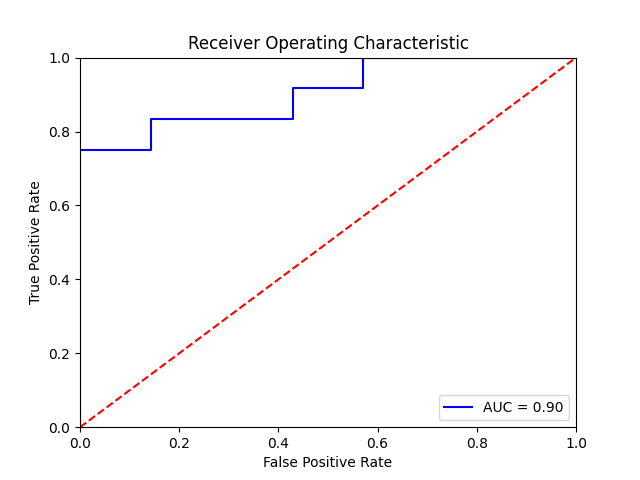 Receiver Operating Characteristic
1.0
0.8
0.6
0.4
0.2
0.0
True Positive Rate
AUC = 0.90
0.0 0.2 0.4 0.6 0.8 1.0
False Positive Rate